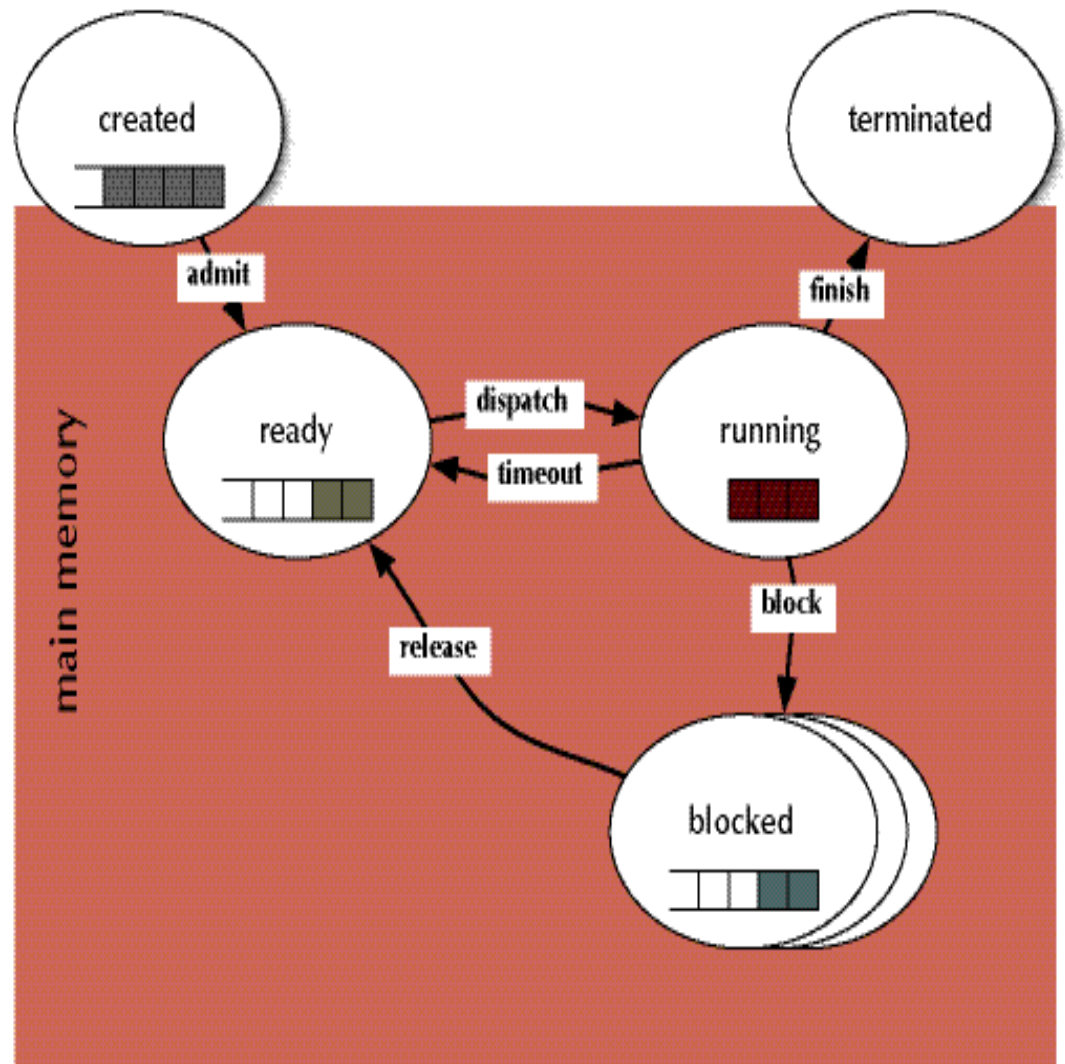 created
terminated
admit
finish
dispatch
ready
running
timeout
main memory
block
release
blocked